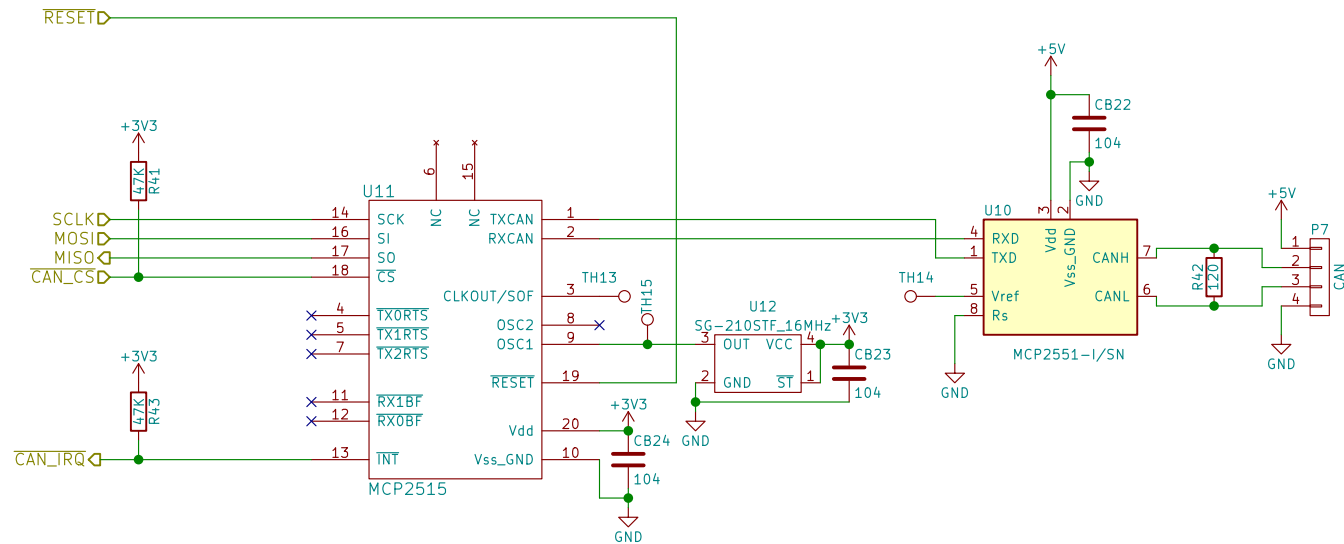 RESET
+5V
CB22
104
GND
+3V3
47K
R41
6
NC
15
NC
U11
SCLK
MOSI
MISO
CAN_CS
14 SCK
16 SI
17 SO
18 CS
TXCAN 1
RXCAN 2
CLKOUT/SOF 3
TH13
TH15
OSC2 8
OSC1 9
4 TX0RTS
5 TX1RTS
7 TX2RTS
RESET 19
11 RX1BF
12 RX0BF
Vdd 20
13 INT
Vss_GND 10
MCP2515
+3V3
47K
R43
CAN_IRQ
+3V3
CB24
104
GND
U12
SG-210STF_16MHz
3 OUT VCC 4
2 GND ST 1
GND
+3V3
CB23
104
U10
3 Vdd
2 Vss_GND
4 RXD
1 TXD
5 Vref
8 Rs
CANH 7
CANL 6
MCP2551-I/SN
TH14
GND
R42
120
+5V
P7
1
2
3
4
CAN
GND